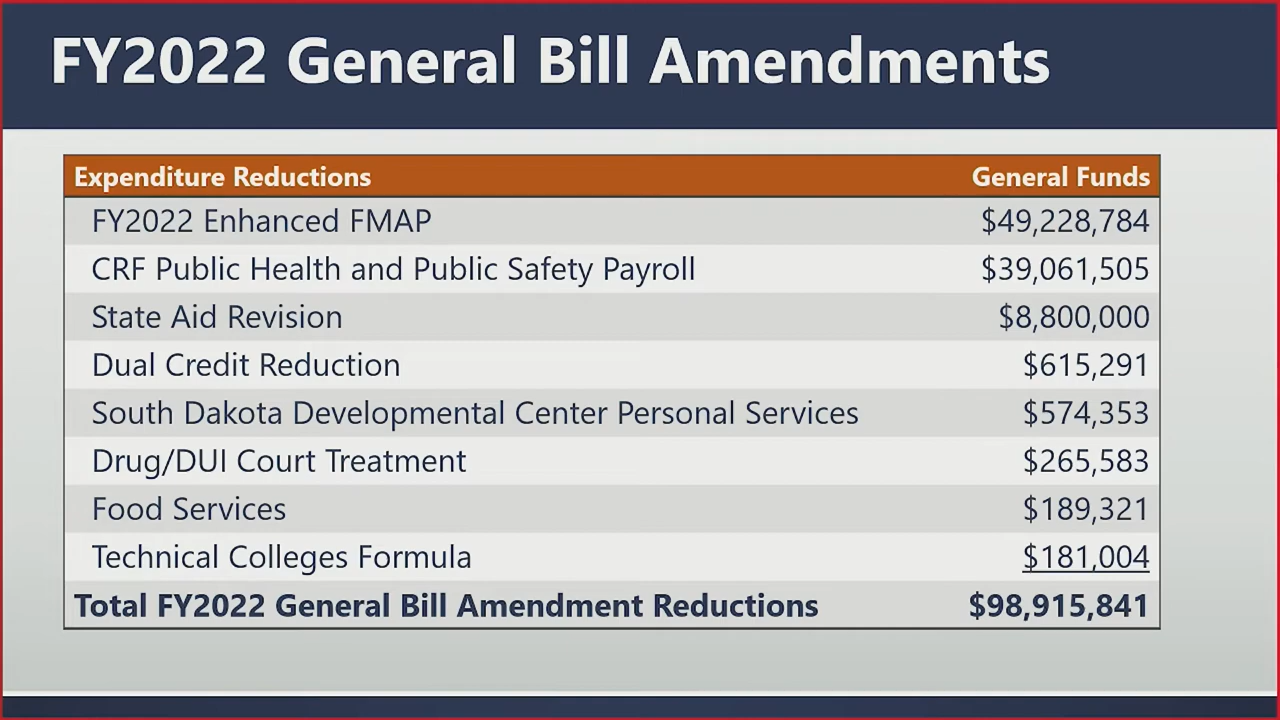 FY2022 General Bill Amendments
Expenditure Reductions General Funds
FY2022 Enhanced FMAP $49,228,784
CRF Public Health and Public Safety Payroll $39,061,505
State Aid Revision $8,800,000
Dual Credit Reduction $615,291
South Dakota Developmental Center Personal Services $574,353
Drug/DUI Court Treatment $265,583
Food Services $189,321
Technical Colleges Formula $181,004
Total FY2022 General Bill Amendment Reductions $98,915,841